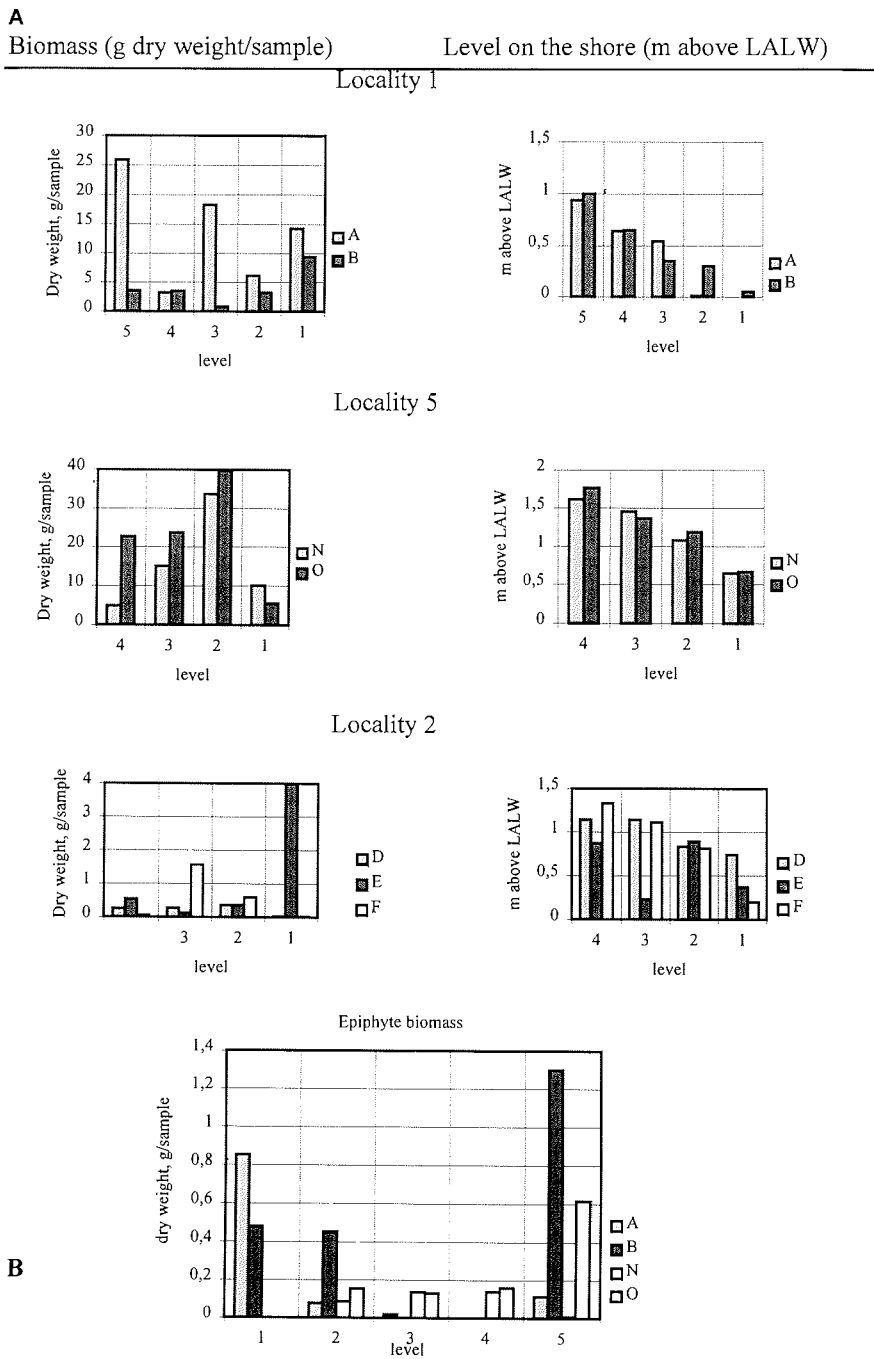 A
Biomass (g dry weight/sample) Level on the shore (m above LALW)
Locality 1
Dry weight, g/sample
30
25
20
15
10
5
0
5 4 3 2 1
level
A
B
m above LALW
1,5
1
0,5
0
5 4 3 2 1
level
A
B
Locality 5
Dry weight, g/sample
40
30
20
10
0
4 3 2 1
level
N
O
m above LALW
2
1,5
1
0,5
0
4 3 2 1
level
N
O
Locality 2
Dry weight, g/sample
4
3
2
1
0
3 2 1
level
D
E
F
m above LALW
1,5
1
0,5
0
4 3 2 1
level
D
E
F
Epiphyte biomass
dry weight, g/sample
1,4
1,2
1
0,8
0,6
0,4
0,2
0
1 2 3 4 5
level
A
B
N
O
B